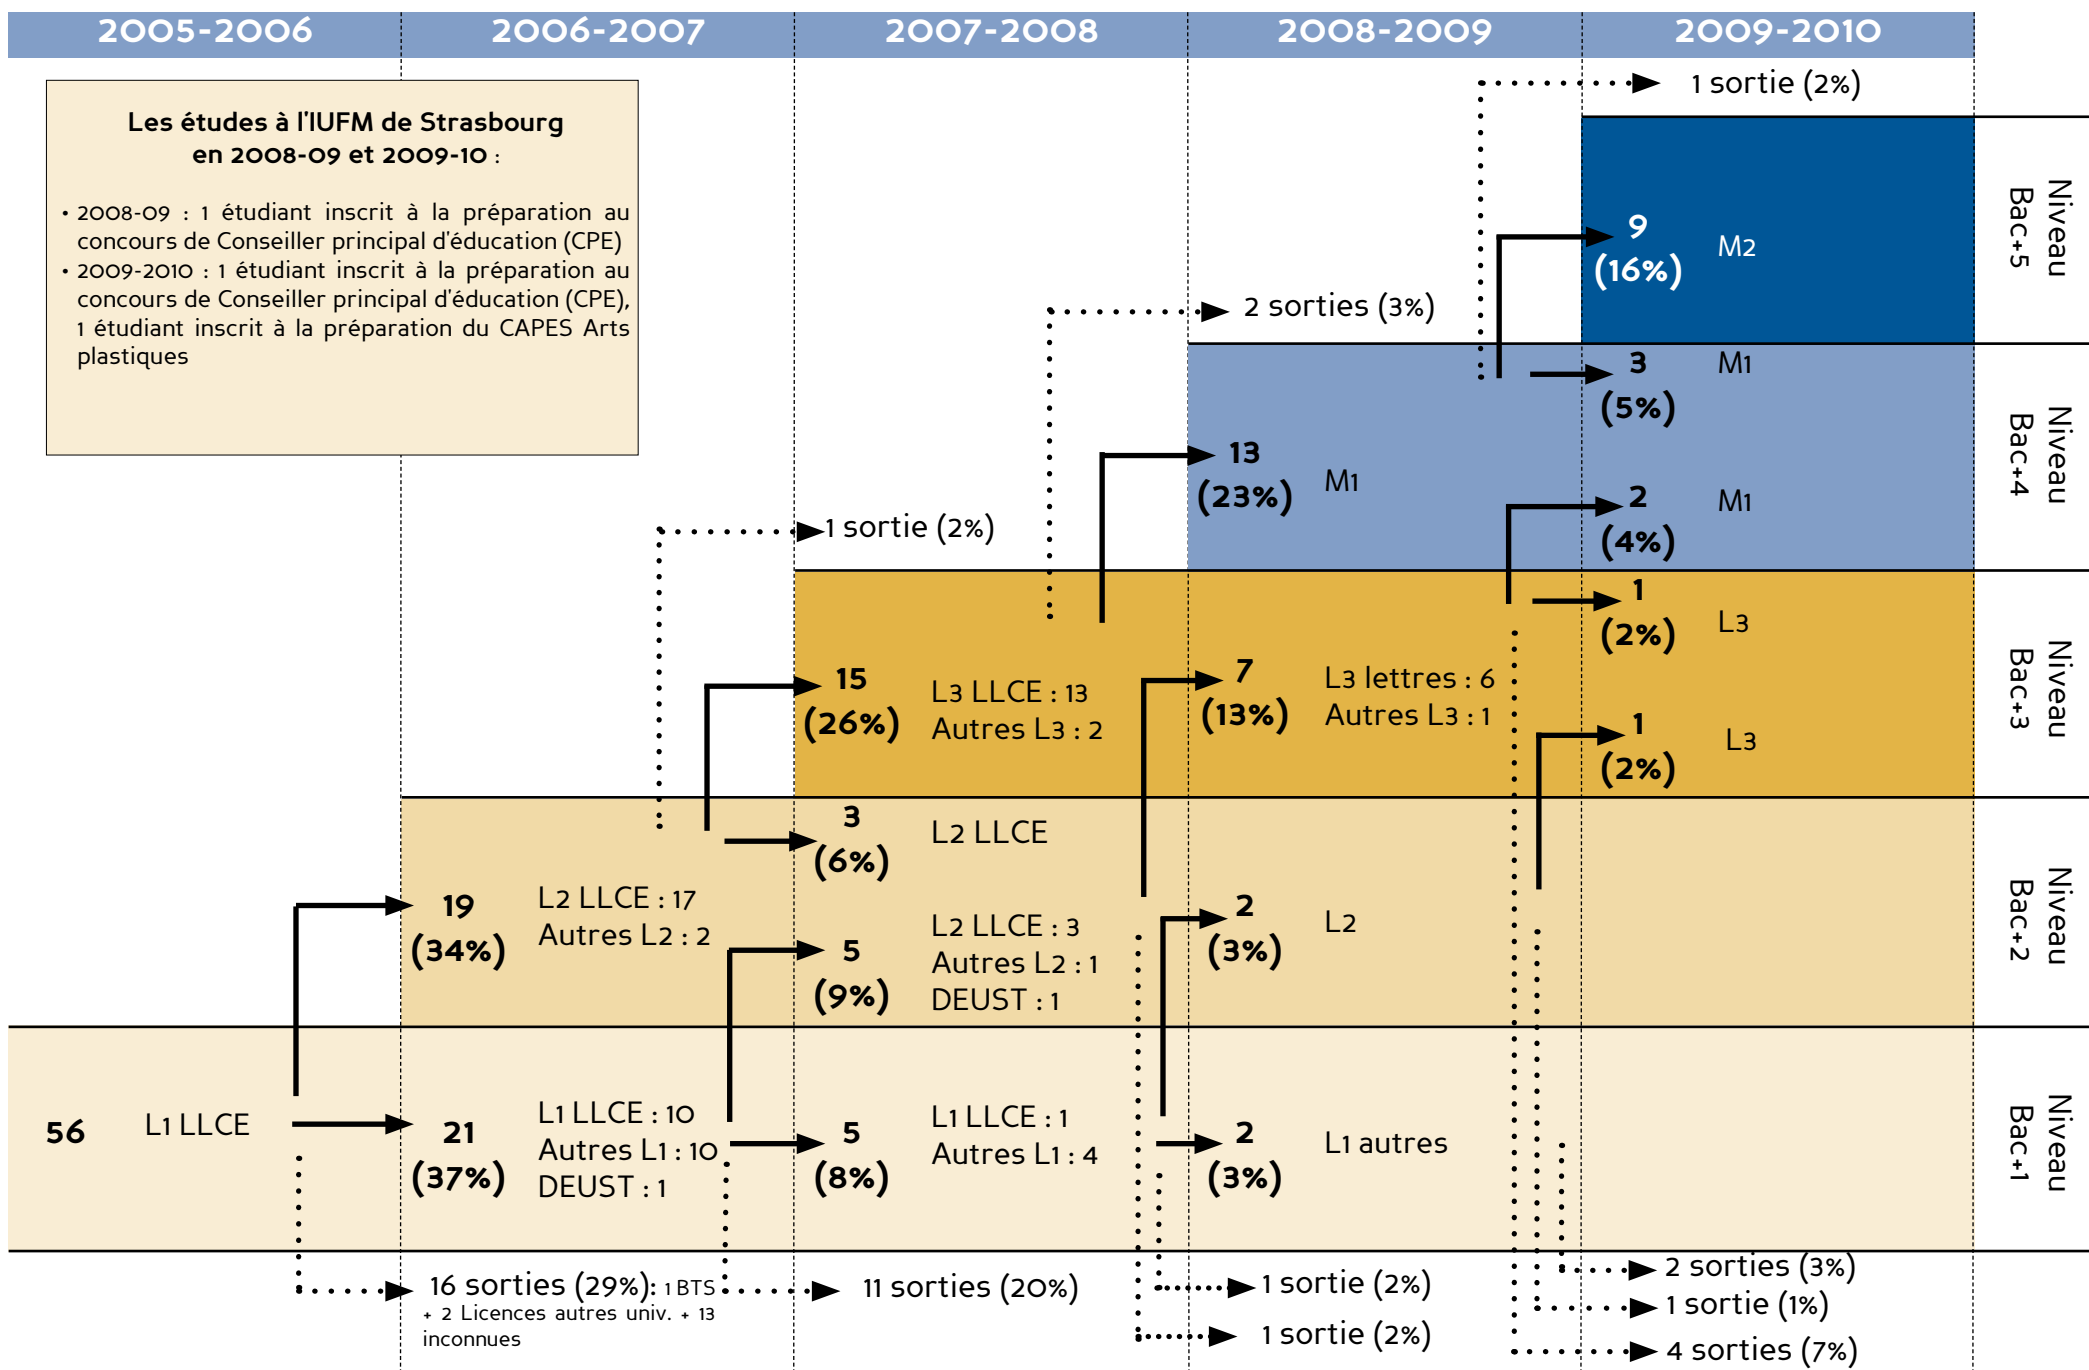 2005-2006
2006-2007
2007-2008
2008-2009
2009-2010
Les études à l'IUFM de Strasbourg
en 2008-09 et 2009-10 :
• 2008-09 : 1 étudiant inscrit à la préparation au
concours de Conseiller principal d'éducation (CPE)
• 2009-2010 : 1 étudiant inscrit à la préparation au
concours de Conseiller principal d'éducation (CPE),
1 étudiant inscrit à la préparation du CAPES Arts
plastiques
1 sortie (2%)
9
(16%)
M2
Niveau
Bac+5
2 sorties (3%)
3
(5%)
M1
13
(23%)
M1
2
(4%)
M1
Niveau
Bac+4
1 sortie (2%)
15
(26%)
L3 LLCE : 13
Autres L3 : 2
7
(13%)
L3 lettres : 6
Autres L3 : 1
1
(2%)
L3
1
(2%)
L3
Niveau
Bac+3
19
(34%)
L2 LLCE : 17
Autres L2 : 2
3
(6%)
L2 LLCE
5
(9%)
L2 LLCE : 3
Autres L2 : 1
DEUST : 1
2
(3%)
L2
Niveau
Bac+2
56
L1 LLCE
21
(37%)
L1 LLCE : 10
Autres L1 : 10
DEUST : 1
5
(8%)
L1 LLCE : 1
Autres L1 : 4
2
(3%)
L1 autres
Niveau
Bac+1
16 sorties (29%): 1 BTS
+ 2 Licences autres univ. + 13
inconnues
11 sorties (20%)
1 sortie (2%)
1 sortie (2%)
2 sorties (3%)
1 sortie (1%)
4 sorties (7%)